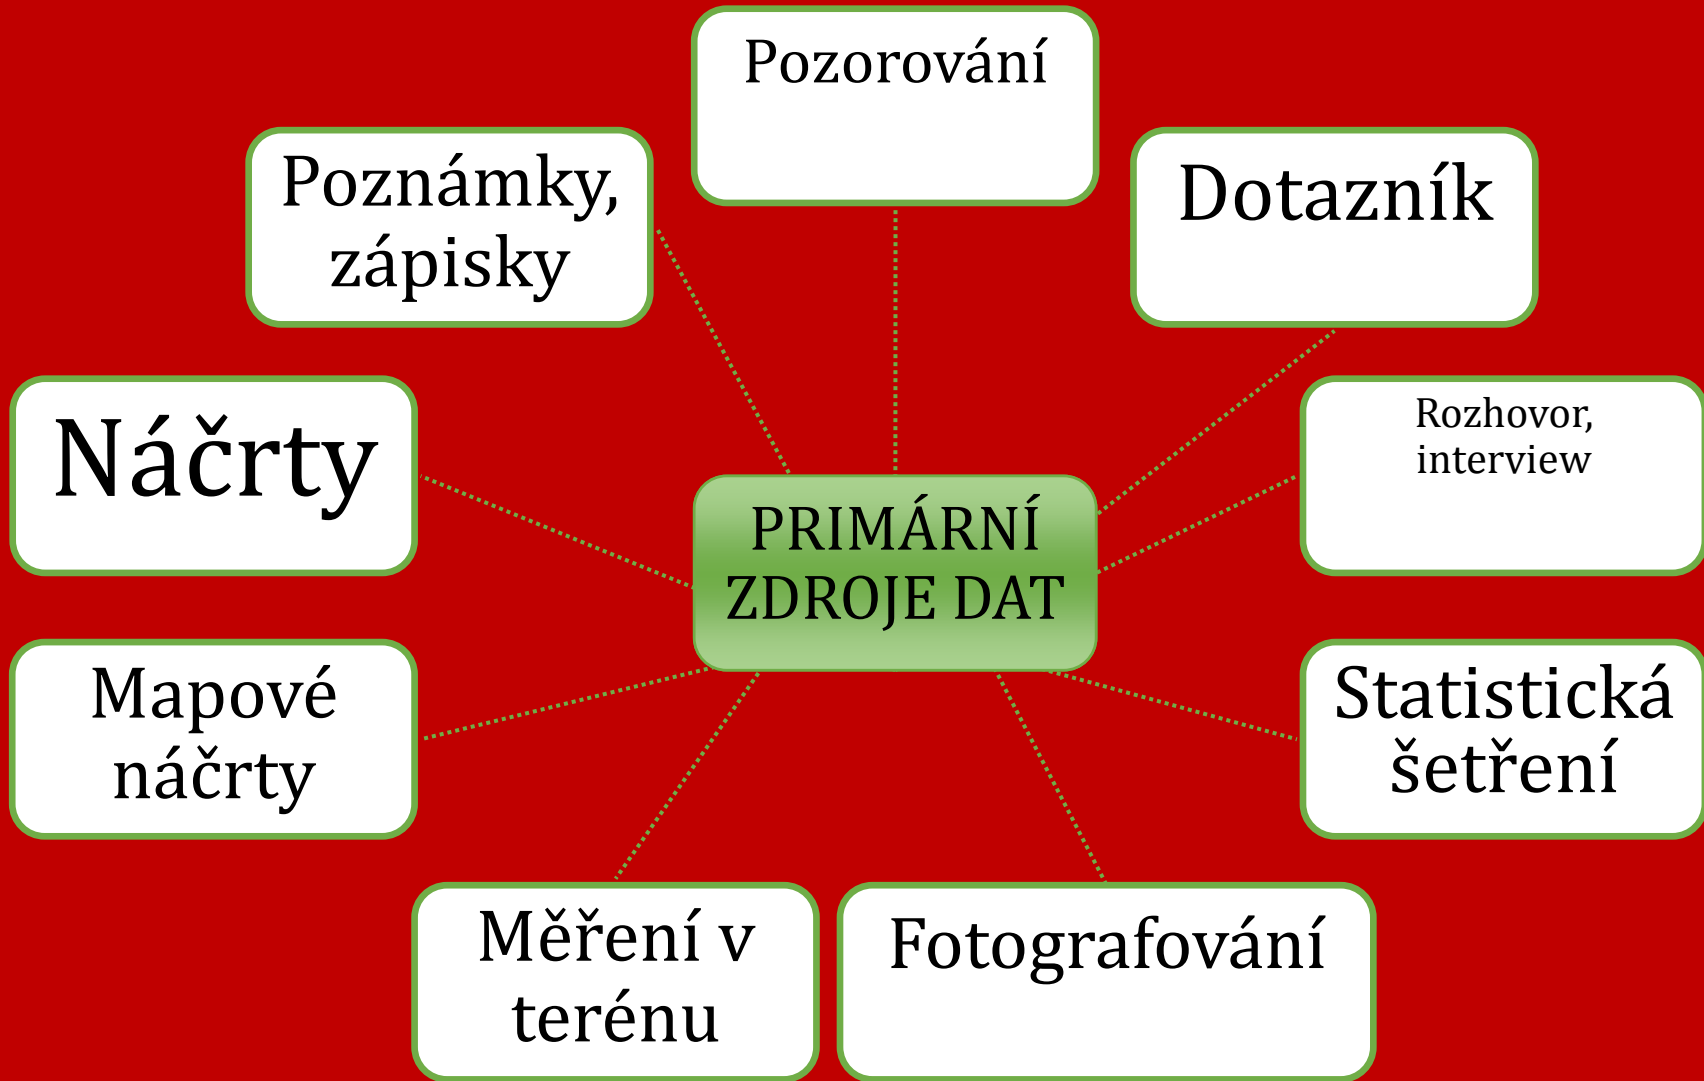 Pozorování
Poznámky,
zápisky
Dotazník
Náčrty
Rozhovor,
interview
PRIMÁRNÍ
ZDROJE DAT
Mapové
náčrty
Statistická
šetření
Měření v
terénu
Fotografování